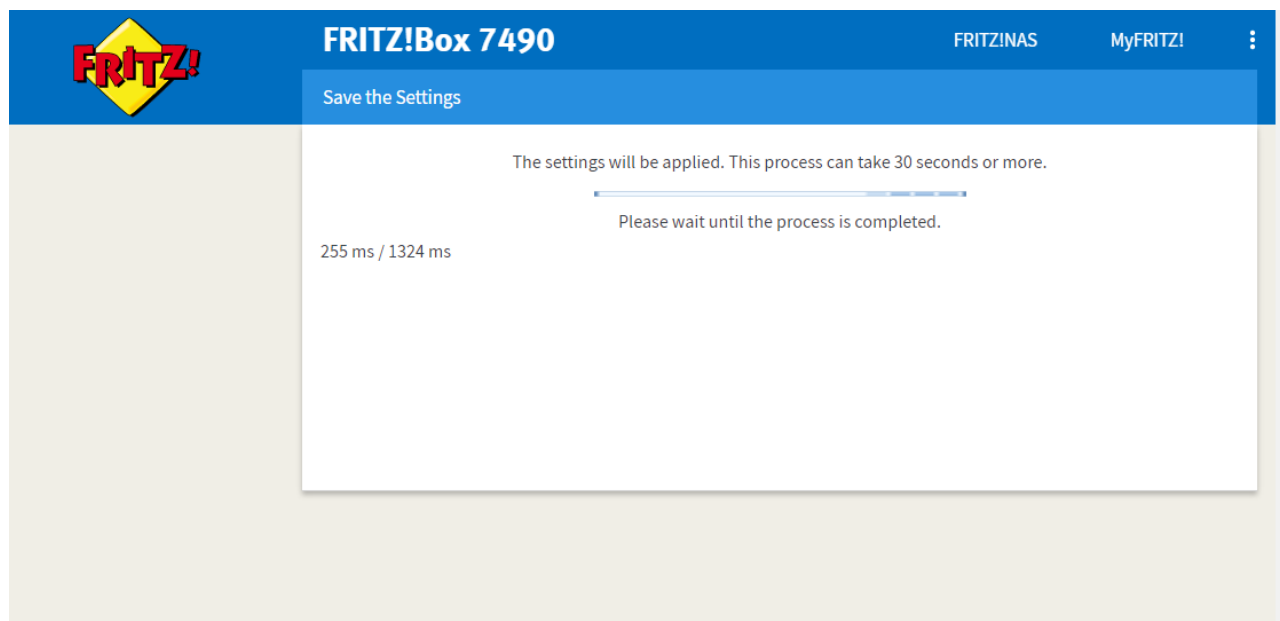 FRITZ!
FRITZ!Box 7490
FRITZ!NAS
MyFRITZ!
Save the Settings
The settings will be applied. This process can take 30 seconds or more.
Please wait until the process is completed.
255 ms / 1324 ms